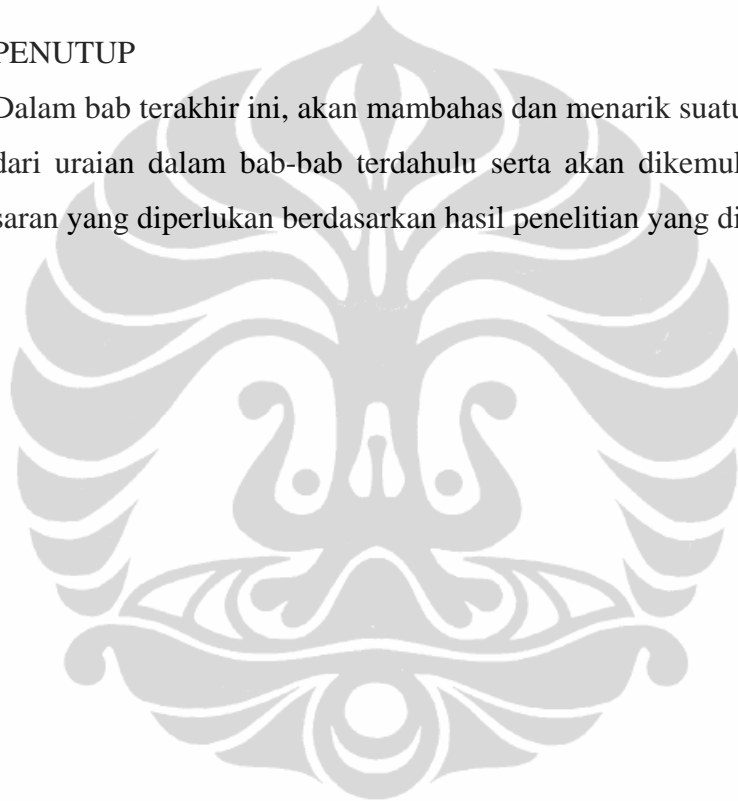 PENUTUP
Dalam bab terakhir ini, akan mambahas dan menarik suatu
dari uraian dalam bab-bab terdahulu serta akan dikemul
saran yang diperlukan berdasarkan hasil penelitian yang di